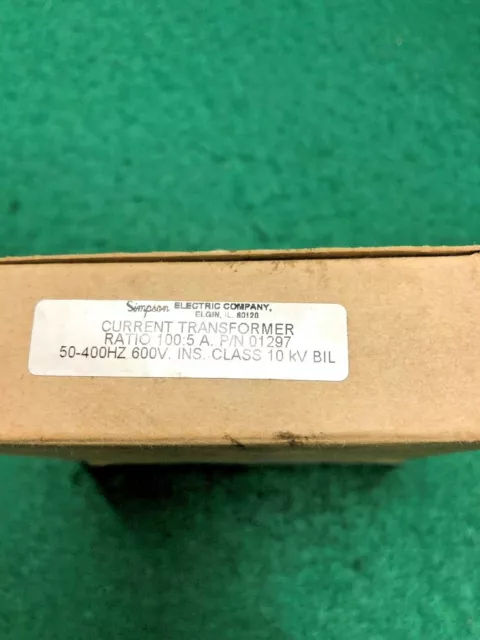 Simpson ELECTRIC COMPANY,
ELGIN, IL. 60120
CURRENT TRANSFORMER
RATIO 100:5 A. P/N 01297
50-400HZ 600V. INS. CLASS 10 kV BIL